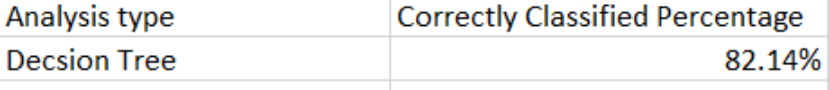 Analysis type Correctly Classified Percentage
Decsion Tree 82.14%